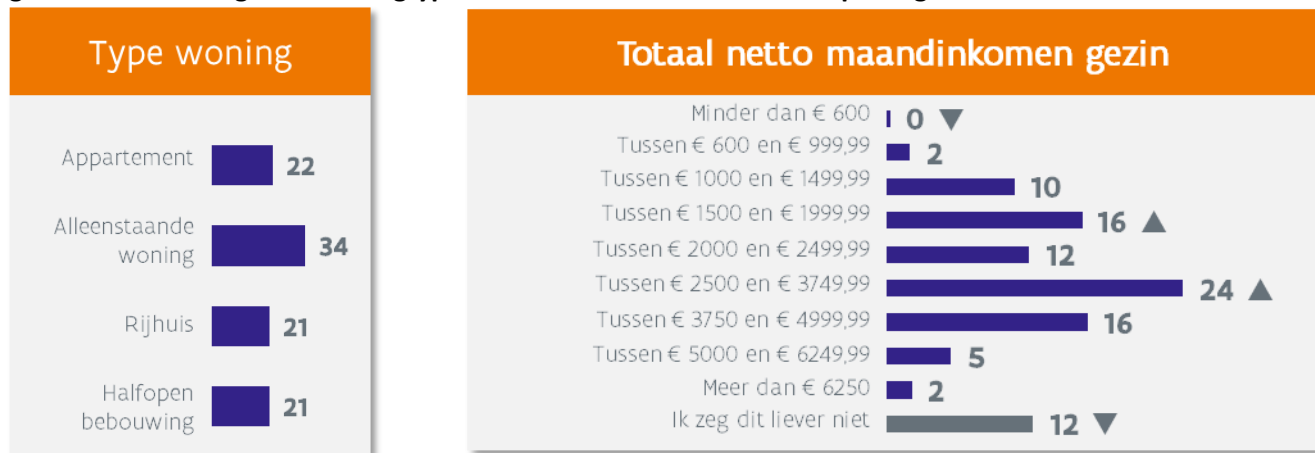 Type woning
Appartement 22
Alleenstaande
woning 34
Rijhuis 21
Halfopen
bebouwing 21
Totaal netto maandinkomen gezin
Minder dan € 600 0 ▼
Tussen € 600 en € 999,99 2
Tussen € 1000 en € 1499,99 10
Tussen € 1500 en € 1999,99 16 ▲
Tussen € 2000 en € 2499,99 12
Tussen € 2500 en € 3749,99 24 ▲
Tussen € 3750 en € 4999,99 16
Tussen € 5000 en € 6249,99 5
Meer dan € 6250 2
Ik zeg dit liever niet 12 ▼